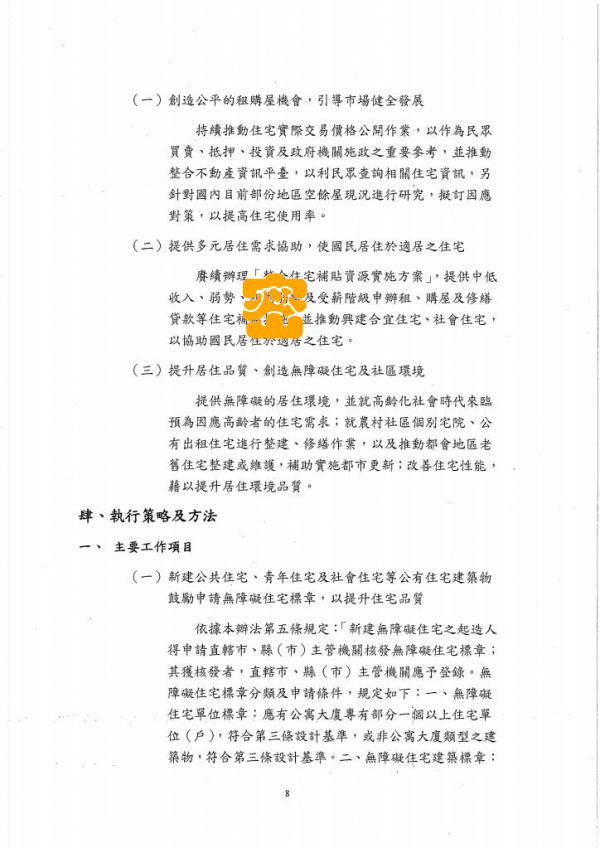 （一）創造公平的租購屋機會，引導市場健全發展
持續推動住宅實際交易價格公開作業，以作為民眾
買賣、抵押、投資及政府機關施政之重要參考，並推動
整合不動產資訊平臺，以利民眾查詢相關住宅資訊，另
針對國內目前部份地區空餘屋現況進行研究，擬訂因應
對策，以提高住宅使用率。
（二）提供多元居住需求協助，使國民居住於適居之住宅
賡續辦理「整合住宅補貼資源實施方案」，提供中低
收入、弱勢、及受薪階級申辦租、購屋及修繕
貸款等住宅補 並推動興建合宜住宅、社會住宅，
以協助國民居住於適居之住宅。
（三）提升居住品質、創造無障礙住宅及社區環境
提供無障礙的居住環境，並就高齡化社會時代來臨
預為因應高齡者的住宅需求；就農村社區個別宅院、公
有出租住宅進行整建、修繕作業，以及推動都會地區老
舊住宅整建或維護，補助實施都市更新；改善住宅性能，
藉以提升居住環境品質。
肆、執行策略及方法
一、 主要工作項目
（一）新建公共住宅、青年住宅及社會住宅等公有住宅建築物
鼓勵申請無障礙住宅標章，以提升住宅品質
依據本辦法第五條規定：「新建無障礙住宅之起造人
得申請直轄市、縣（市）主管機關核發無障礙住宅標章；
其獲核發者，直轄市、縣（市）主管機關應予登錄。無
障礙住宅標章分類及申請條件，規定如下：一、無障礙
住宅單位標章：應有公寓大廈專有部分一個以上住宅單
位（戶），符合第三條設計基準，或非公寓大廈類型之建
築物，符合第三條設計基準。二、無障礙住宅建築標章：
8